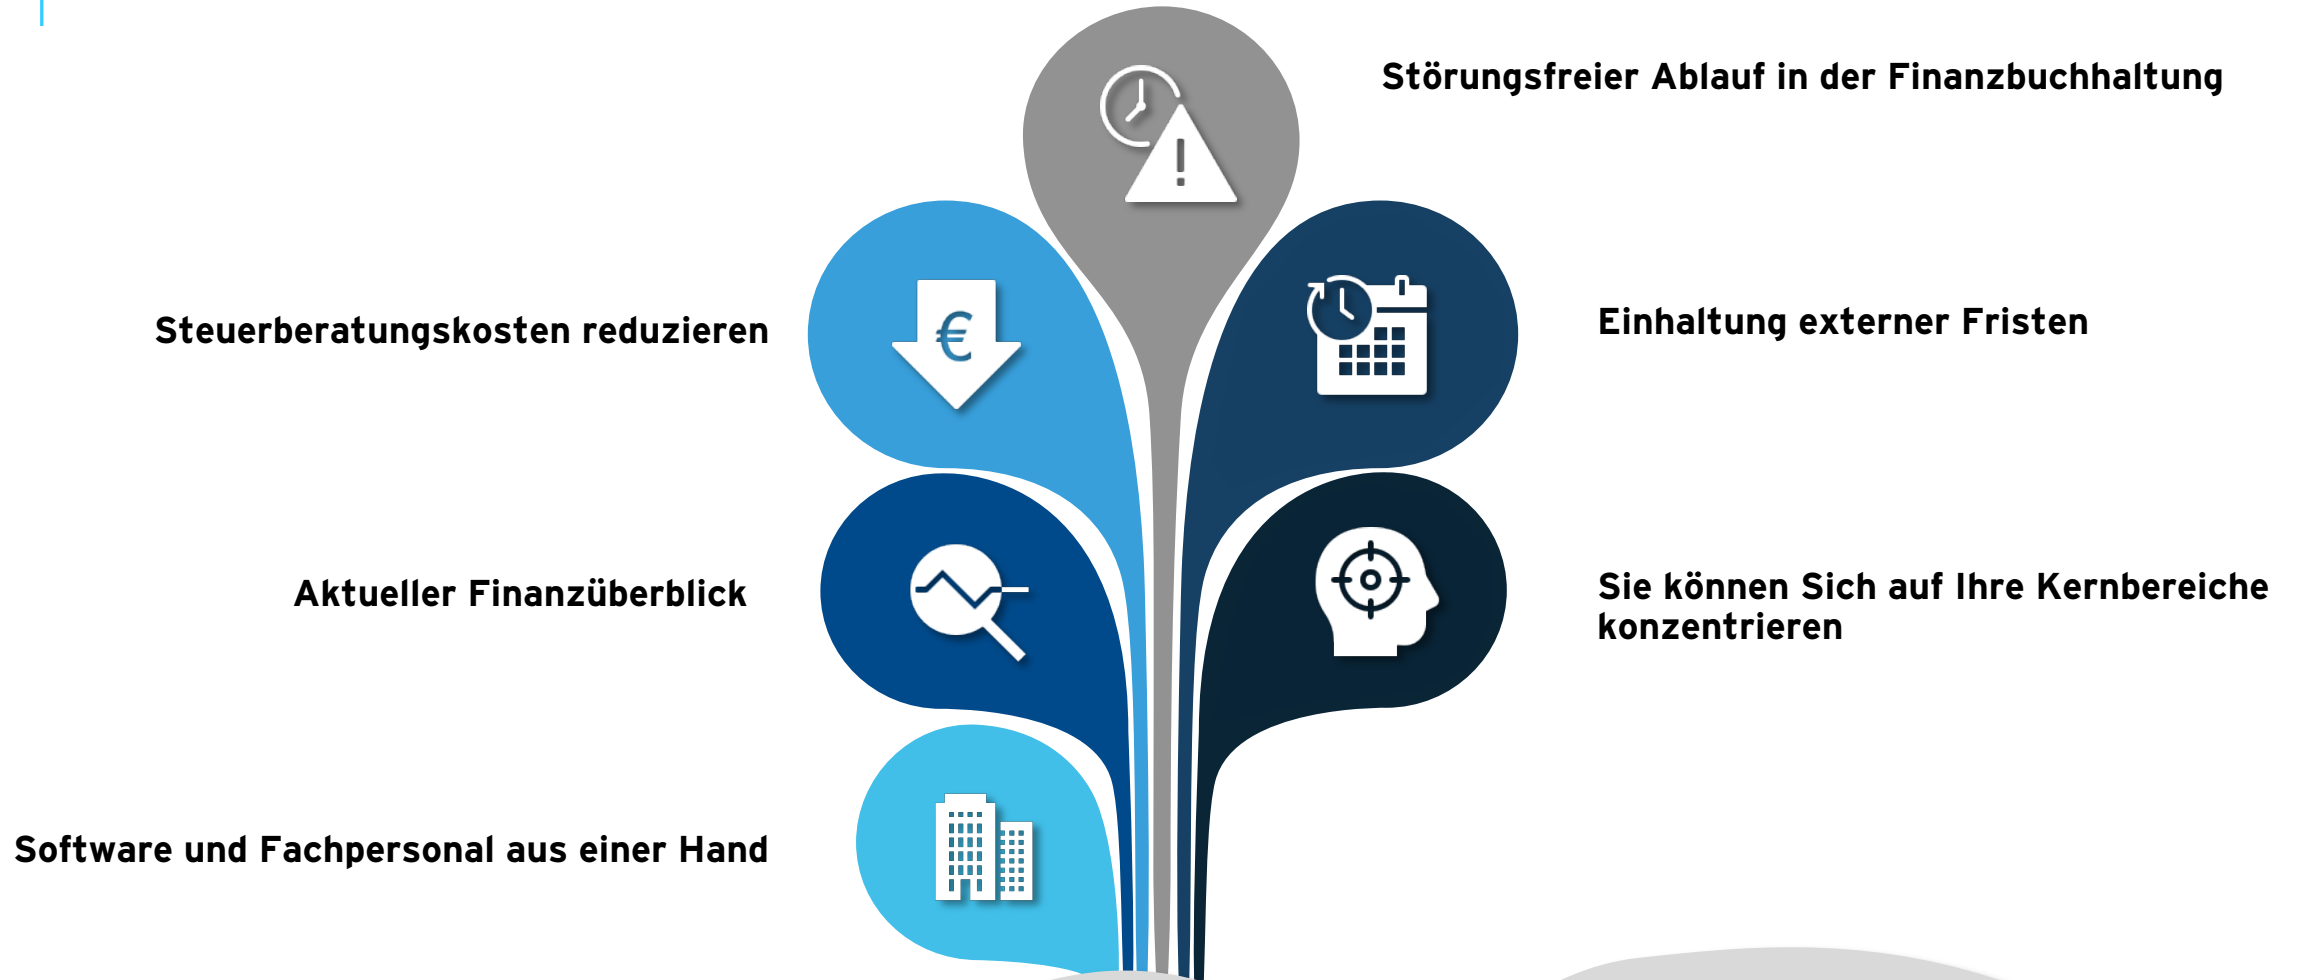 Störungsfreier Ablauf in der Finanzbuchhaltung
Steuerberatungskosten reduzieren
€
Einhaltung externer Fristen
Aktueller Finanzüberblick
Sie können Sich auf Ihre Kernbereiche
konzentrieren
Software und Fachpersonal aus einer Hand